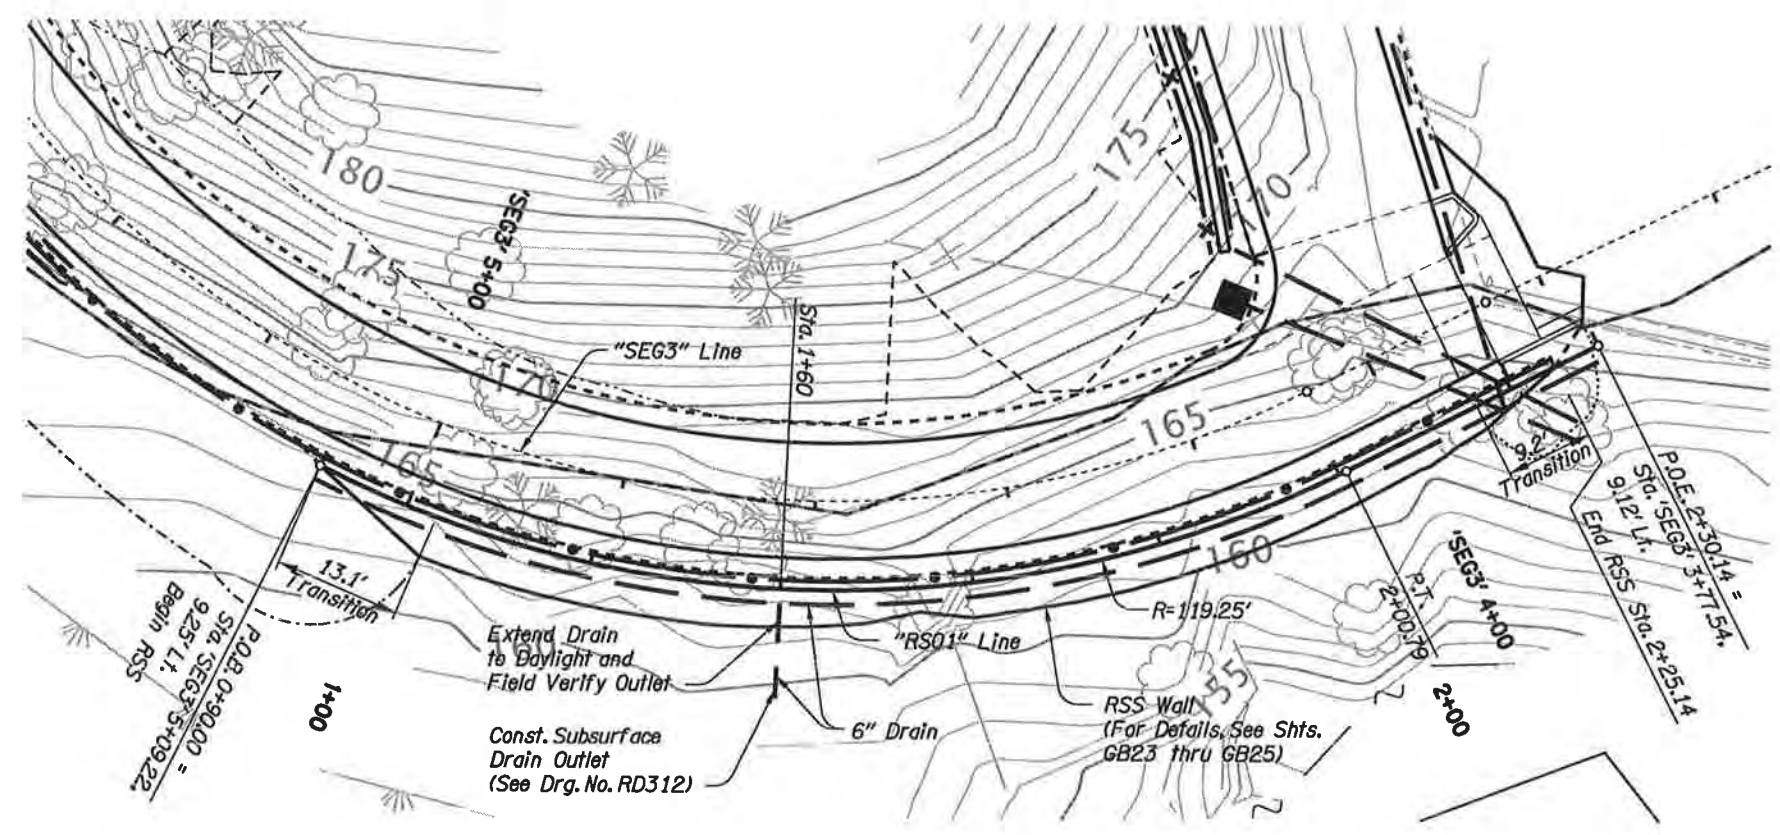 180
175
'SEG3' 5+00
175
170
"SEG3" Line
Sta. 1+60
165
165
160
160
155
13.1'
Transition
P.O.B. 0+90.00 =
Sta. 'SEG3' 5+09.22,
9.25' Lt.
Begin RSS
1+00
Extend Drain
to Daylight and
Field Verify Outlet
Const. Subsurface
Drain Outlet
(See Drg. No. RD312)
6" Drain
"RS01" Line
R=119.25'
RSS Wall
(For Details, See Shts.
GB23 thru GB25)
P.T.
2+00.79
'SEG3' 4+00
2+00
9.2'
Transition
P.O.E. 2+30.14 =
Sta. 'SEG3' 3+77.54,
9.12' Lt.
End RSS Sta. 2+25.14